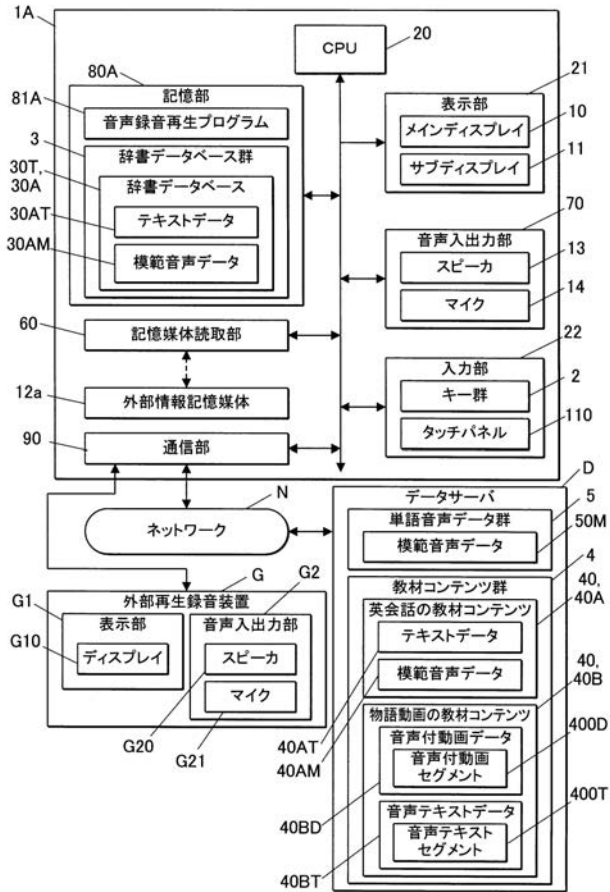 1A
CPU
20
80A
記憶部
81A
音声録音再生プログラム
3
辞書データベース群
30T,
30A
辞書データベース
30AT
テキストデータ
30AM
模範音声データ
21
表示部
メインディスプレイ
10
サブディスプレイ
11
70
音声入出力部
スピーカ
13
マイク
14
60
記憶媒体読取部
12a
外部情報記憶媒体
90
通信部
22
入力部
キー群
2
タッチパネル
110
N
ネットワーク
D
データサーバ
5
単語音声データ群
50M
模範音声データ
4
教材コンテンツ群
40,
40A
英会話の教材コンテンツ
テキストデータ
模範音声データ
40AT
40AM
40,
40B
物語動画の教材コンテンツ
音声付動画データ
400D
音声付動画
セグメント
40BD
音声テキストデータ
400T
音声テキスト
セグメント
40BT
G
外部再生録音装置
G1
表示部
G10
ディスプレイ
G2
音声入出力部
スピーカ
マイク
G20
G21